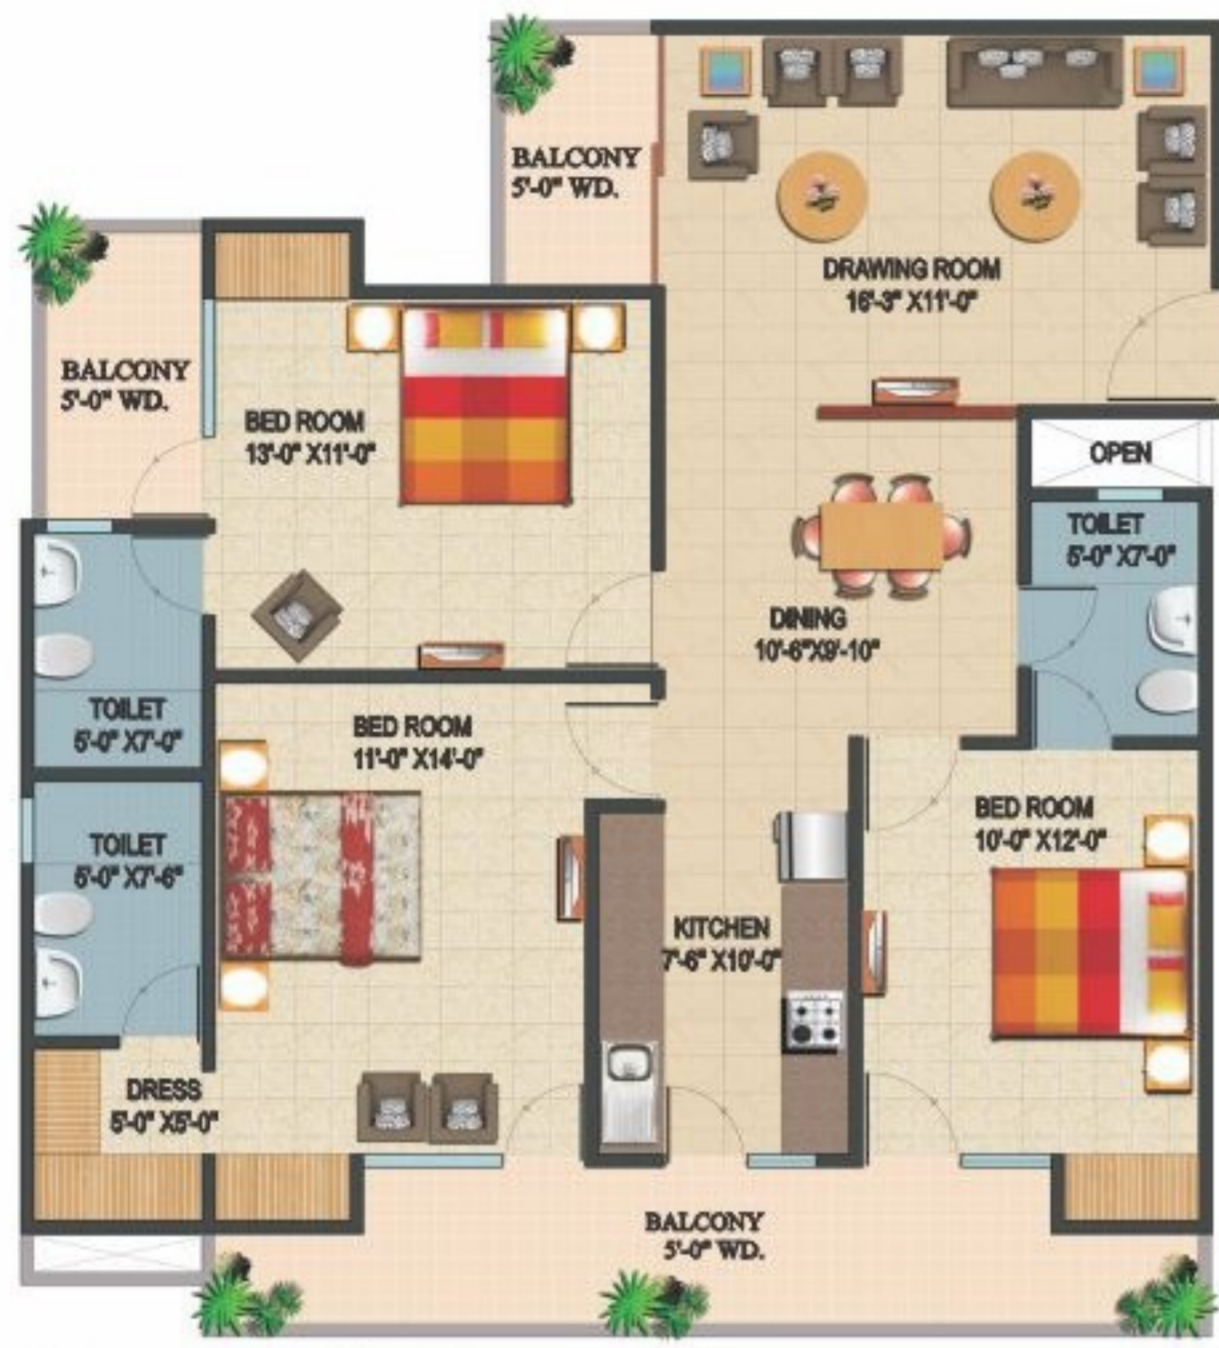 BALCONY
5'-0" WD.
DRAWING ROOM
16'-3" X11'-0"
BALCONY
5'-0" WD.
BED ROOM
13'-0" X11'-0"
OPEN
TOILET
5'-0" X7'-0"
DINING
10'-6"X9'-10"
TOILET
5'-0" X7'-0"
BED ROOM
11'-0" X14'-0"
BED ROOM
10'-0" X12'-0"
TOILET
5'-0" X7'-6"
KITCHEN
7'-6" X10'-0"
DRESS
5'-0" X5'-0"
BALCONY
5'-0" WD.